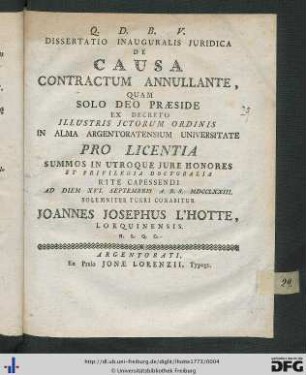 Q. D. B. V.
DISSERTATIO INAUGURALIS JURIDICA
DE
CAUSA
CONTRACTUM ANNULLANTE,
QUAM
SOLO DEO PRÆSIDE
EX DECRETO
ILLUSTRIS JCTORUM ORDINIS
IN ALMA ARGENTORATENSIUM UNIVERSITATE
PRO LICENTIA
SUMMOS IN UTROQUE JURE HONORES
ET PRIVILEGIA DOCTORALIA
RITE CAPESSENDI
AD DIEM XVI. SEPTEMBRIS A. R. S. MDCCLXXIII.
SOLEMNITER TUERI CONABITUR
JOANNES JOSEPHUS L'HOTTE,
LORQUINENSIS.
H. L. Q. C.
ARGENTORATI,
Ex Prelo JONÆ LORENZII, Typogr.
29
http://dl.ub.uni-freiburg.de/diglit/lhotte1773/0004
© Universitätsbibliothek Freiburg